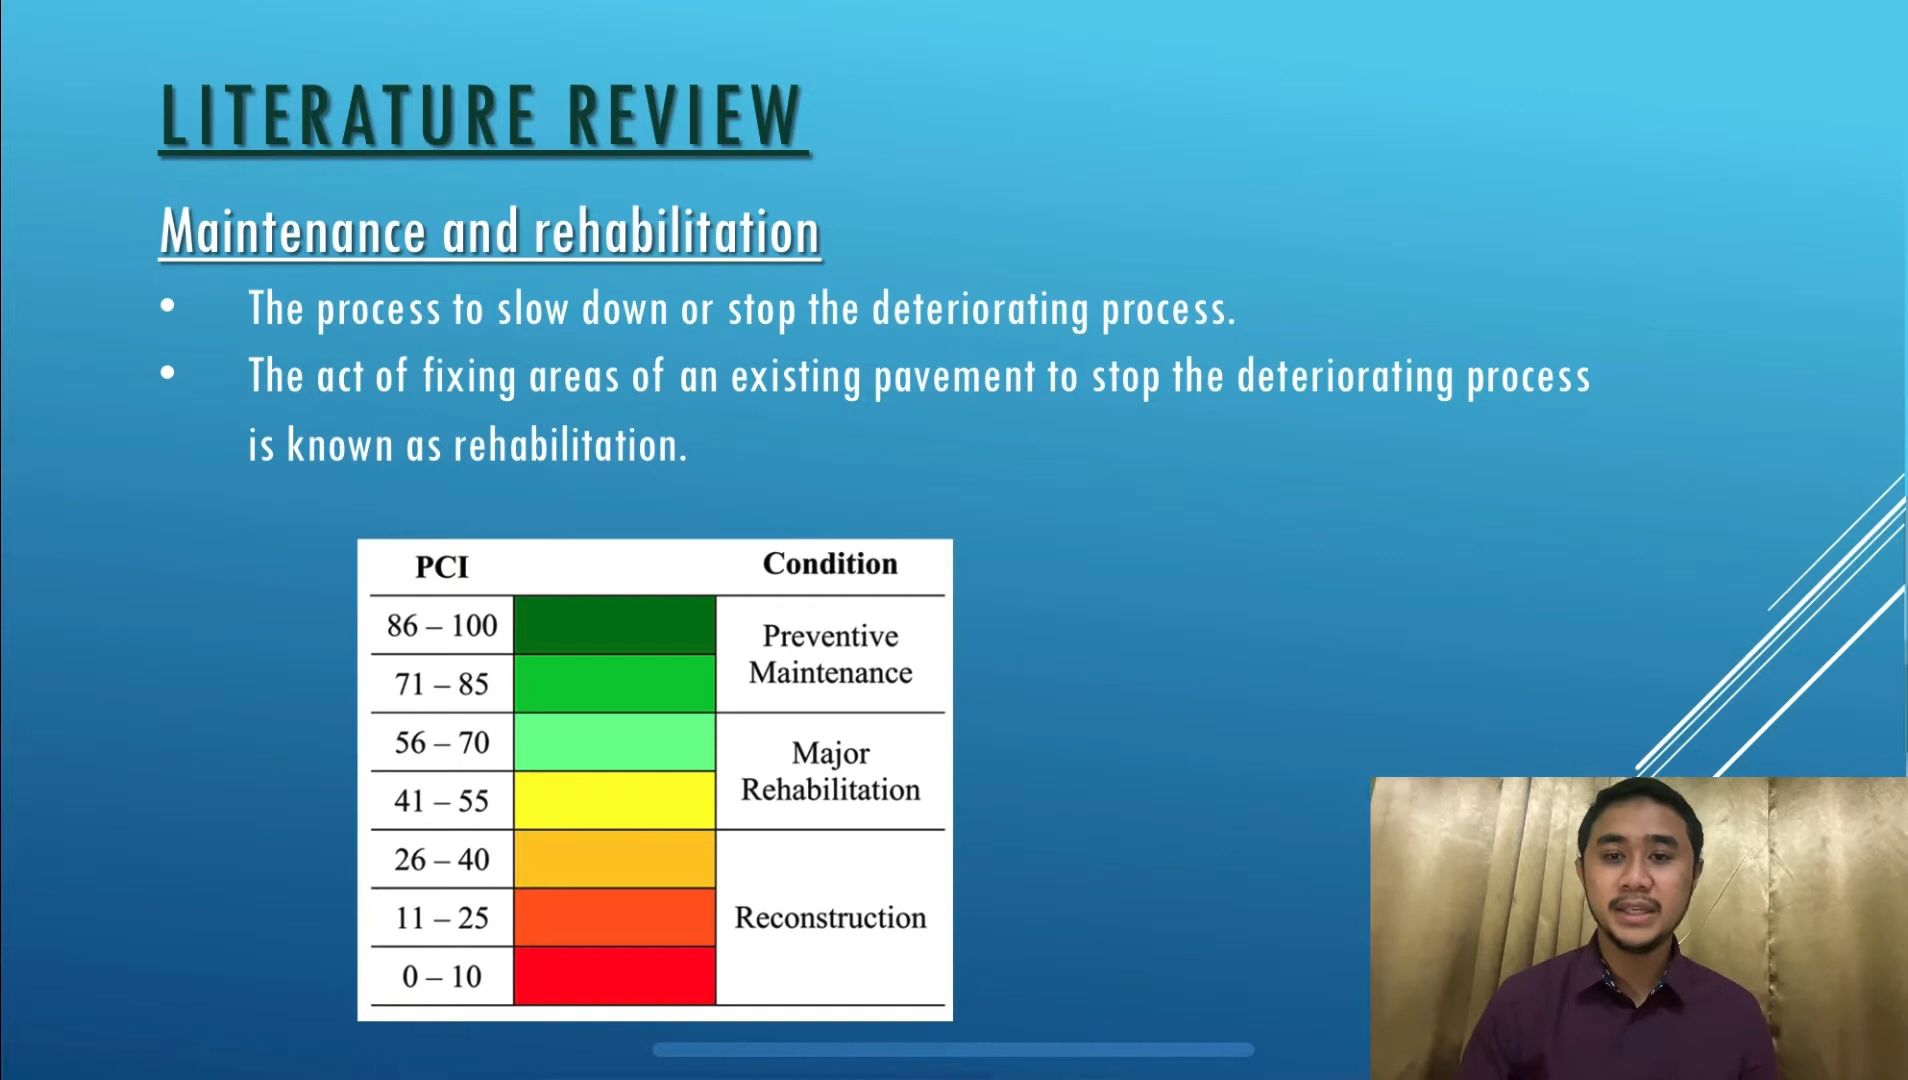 LITERATURE REVIEW
Maintenance and rehabilitation
• The process to slow down or stop the deteriorating process.
• The act of fixing areas of an existing pavement to stop the deteriorating process
is known as rehabilitation.
PCI Condition
86 – 100
71 – 85
Preventive
Maintenance
56 – 70
41 – 55
Major
Rehabilitation
26 – 40
11 – 25
0 – 10
Reconstruction